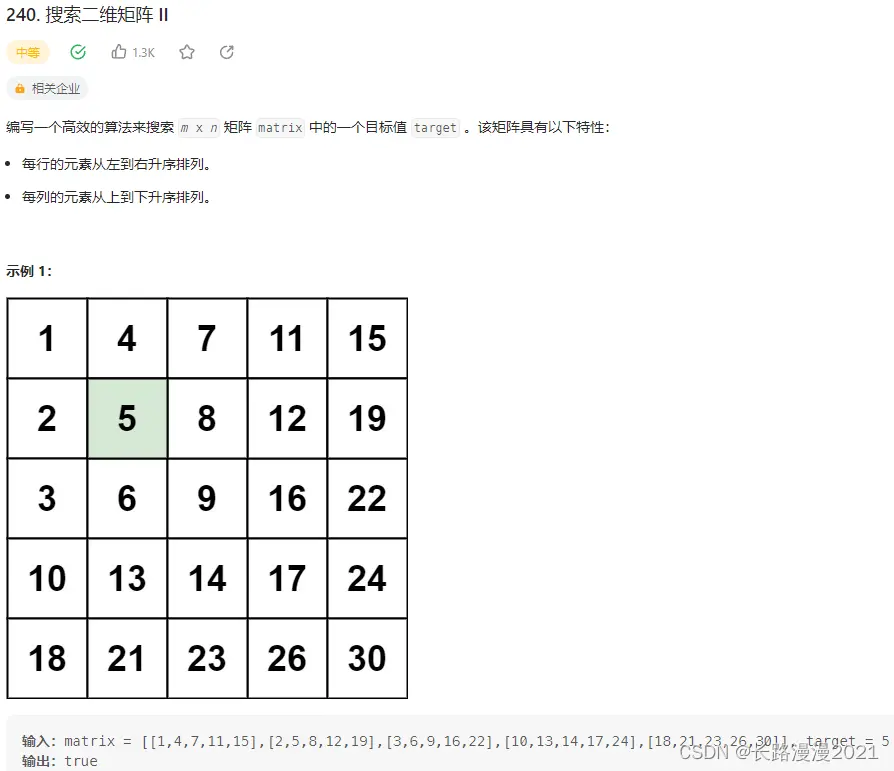 240. 搜索二维矩阵 II
中等 1.3K
相关企业
编写一个高效的算法来搜索 m x n 矩阵 matrix 中的一个目标值 target 。该矩阵具有以下特性：
• 每行的元素从左到右升序排列。
• 每列的元素从上到下升序排列。
示例 1：
1 4 7 11 15
2 5 8 12 19
3 6 9 16 22
10 13 14 17 24
18 21 23 26 30
输入：matrix = [[1,4,7,11,15],[2,5,8,12,19],[3,6,9,16,22],[10,13,14,17,24],[18,21,23,26,30]], target = 5
输出：true
CSDN @长路漫漫2021